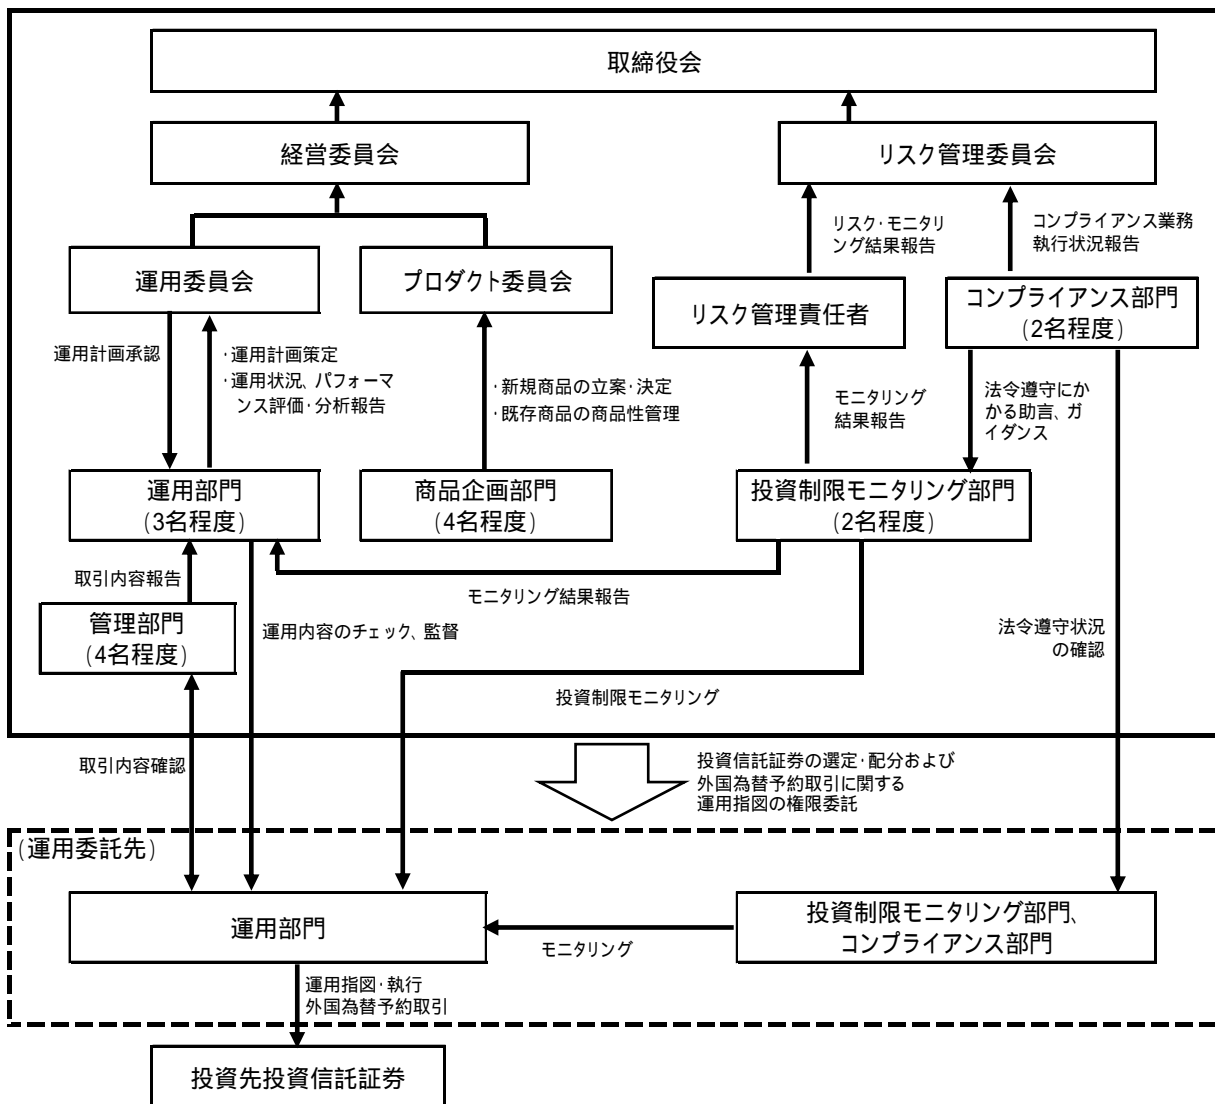 取締役会
経営委員会
リスク管理委員会
リスク・モニタリ
ング結果報告
コンプライアンス業務
執行状況報告
運用委員会
プロダクト委員会
リスク管理責任者
コンプライアンス部門
(2名程度)
運用計画承認
・運用計画策定
・運用状況、パフォーマ
ンス評価・分析報告
・新規商品の立案・決定
・既存商品の商品性管理
モニタリング
結果報告
法令遵守にか
かる助言、ガ
イダンス
運用部門
(3名程度)
商品企画部門
(4名程度)
投資制限モニタリング部門
(2名程度)
取引内容報告
モニタリング結果報告
管理部門
(4名程度)
運用内容のチェック、監督
法令遵守状況
の確認
投資制限モニタリング
取引内容確認
投資信託証券の選定・配分および
外国為替予約取引に関する
運用指図の権限委託
(運用委託先)
運用部門
モニタリング
投資制限モニタリング部門、
コンプライアンス部門
運用指図・執行
外国為替予約取引
投資先投資信託証券